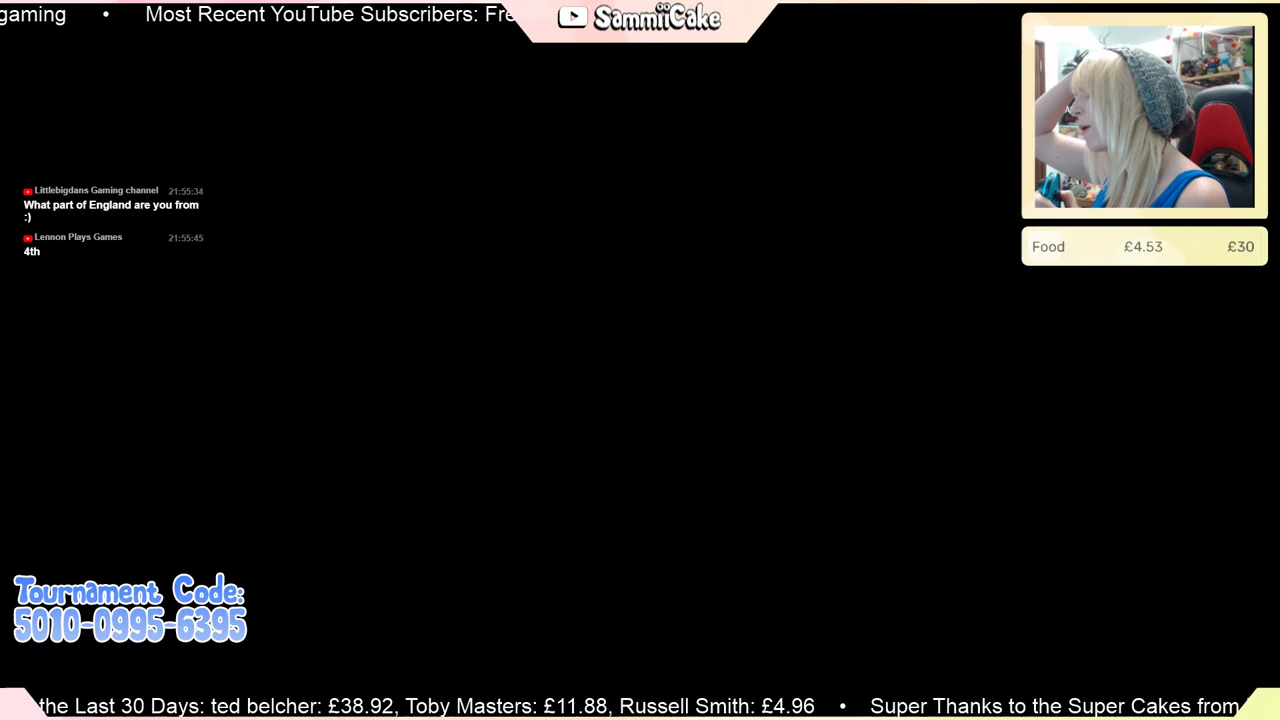 gaming • Most Recent YouTube Subscribers: Fre
SammiiCake
Littlebigdans Gaming channel 21:55:34
What part of England are you from
:)
Lennon Plays Games 21:55:45
4th
Food £4.53 £30
Tournament Code:
5010-0995-6395
the Last 30 Days: ted belcher: £38.92, Toby Masters: £11.88, Russell Smith: £4.96 • Super Thanks to the Super Cakes from